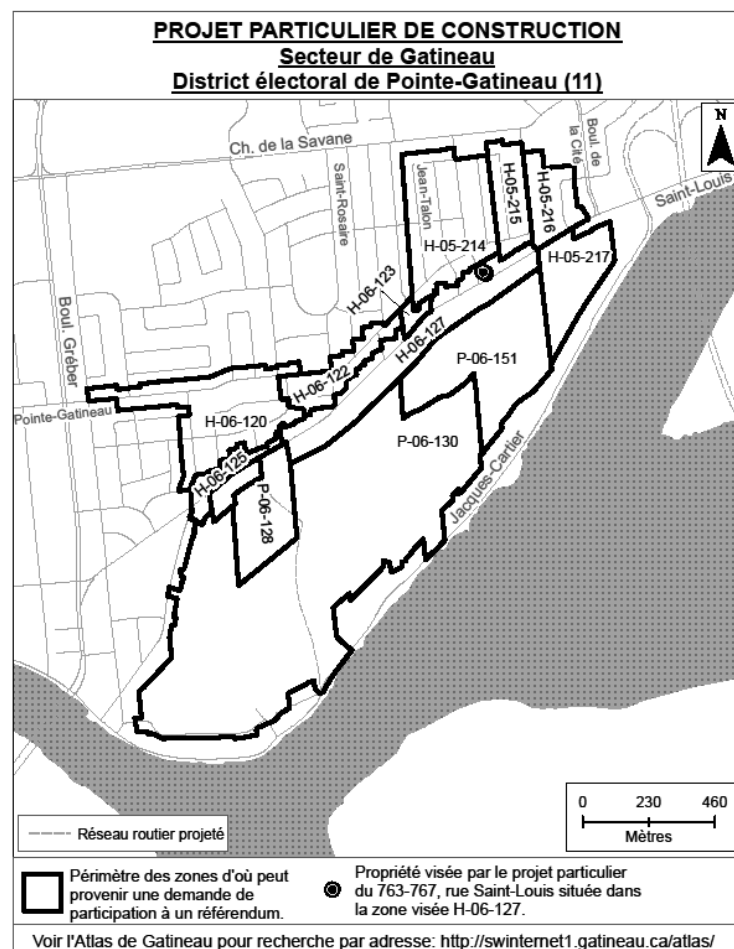 PROJET PARTICULIER DE CONSTRUCTION
Secteur de Gatineau
District électoral de Pointe-Gatineau (11)
N
Ch. de la Savane
Boul. de
la Cité
Saint-Louis
Saint-Rosaire
Jean-Talon
H-05-215
H-05-216
H-05-214
H-05-217
H-06-123
Boul. Gréber
H-06-127
H-06-122
P-06-151
Pointe-Gatineau
H-06-120
P-06-130
H-06-125
P-06-128
Jacques-Cartier
0 230 460
Mètres
Réseau routier projeté
Périmètre des zones d'où peut
provenir une demande de
participation à un référendum.
Propriété visée par le projet particulier
du 763-767, rue Saint-Louis située dans
la zone visée H-06-127.
Voir l'Atlas de Gatineau pour recherche par adresse: http://swinternet1.gatineau.ca/atlas/